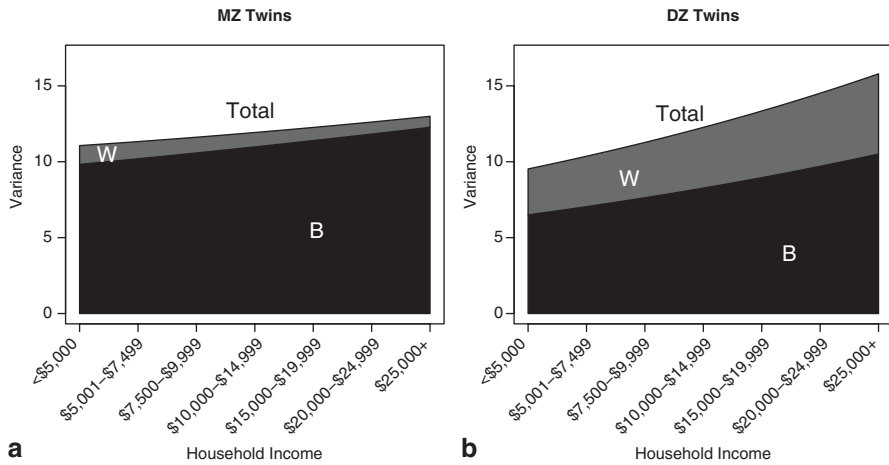 MZ Twins
Variance
15
10
5
0
Total
W
B
<$5,000
$5,001–$7,499
$7,500–$9,999
$10,000–$14,999
$15,000–$19,999
$20,000–$24,999
$25,000+
a
Household Income
DZ Twins
Variance
15
10
5
0
Total
W
B
<$5,000
$5,001–$7,499
$7,500–$9,999
$10,000–$14,999
$15,000–$19,999
$20,000–$24,999
$25,000+
b
Household Income